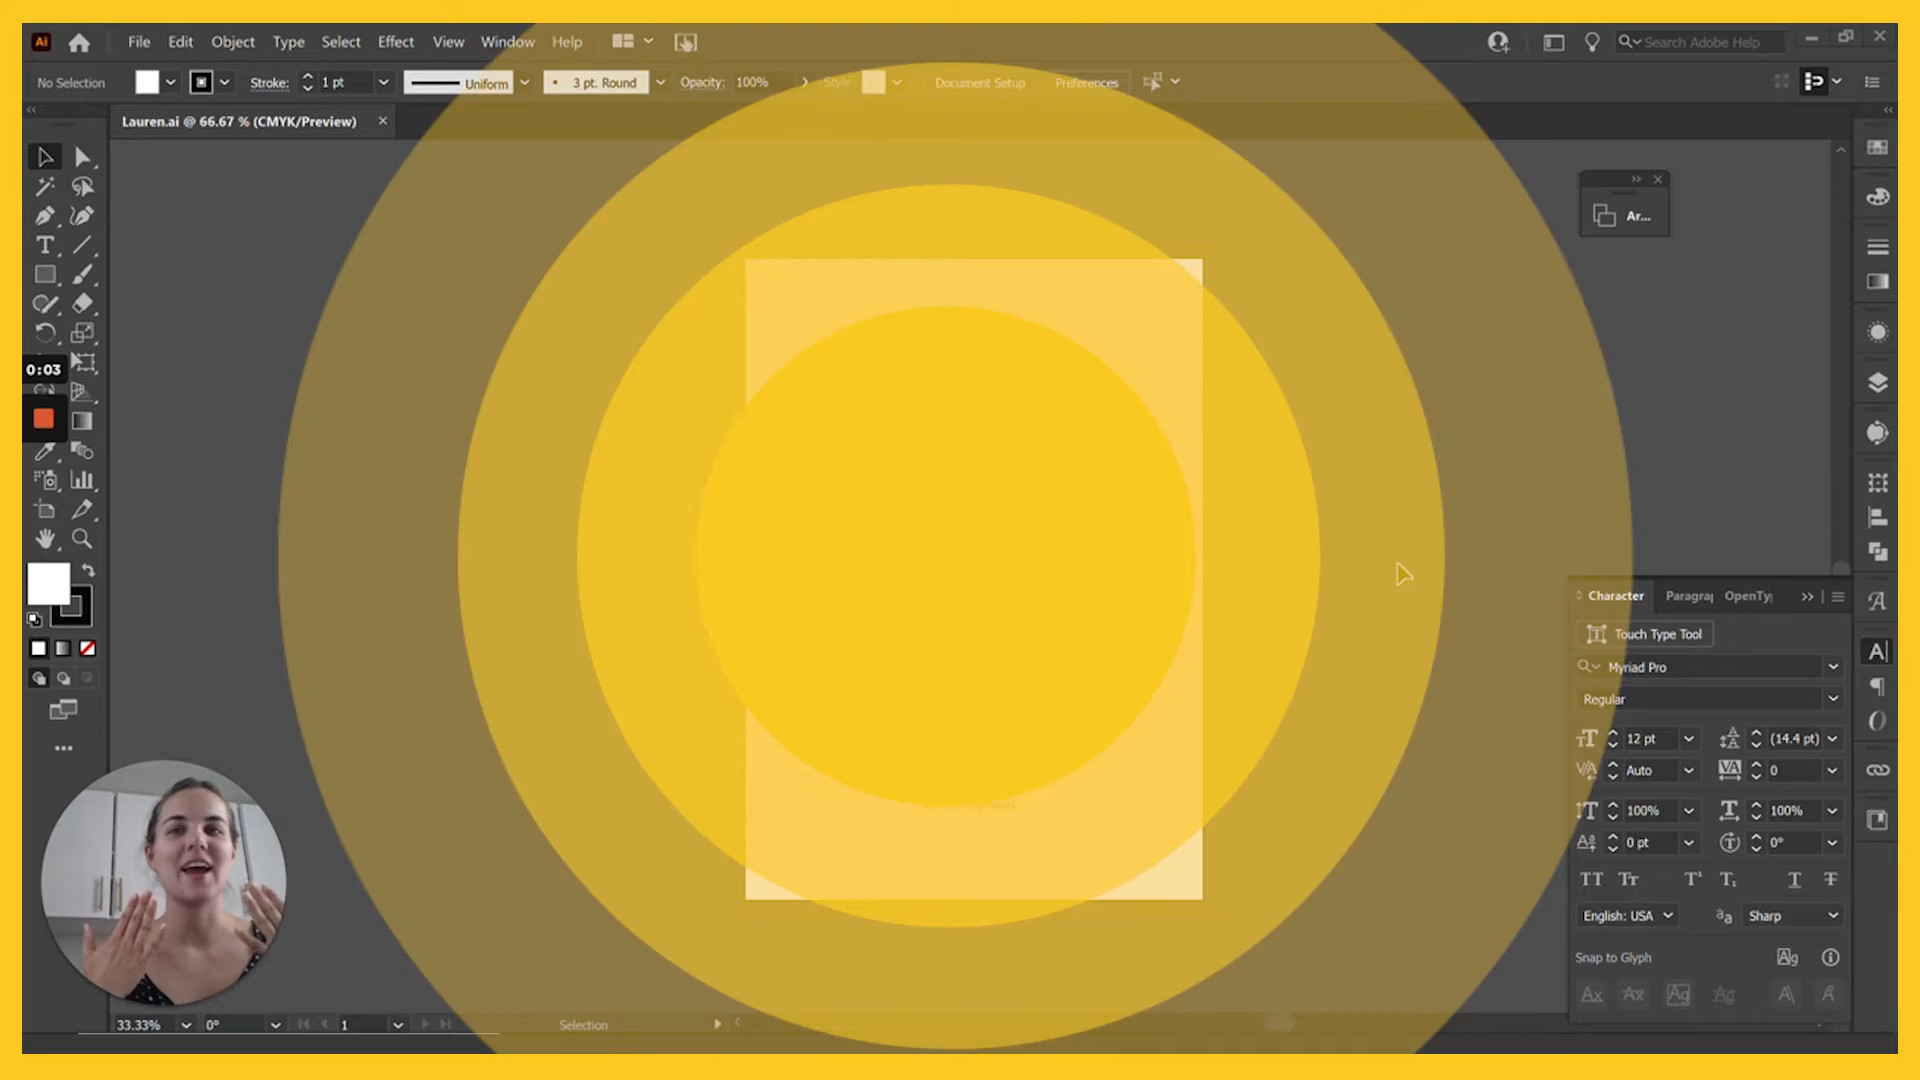 Ai File Edit Object Type Select Effect View Window Help Search Adobe Help
No Selection Stroke: 1 pt Uniform 3 pt. Round Opacity: 100% Style Document Setup Preferences
Lauren.ai @ 66.67 % (CMYK/Preview)
Ar...
0:03
Character Paragra OpenTy
Touch Type Tool
Myriad Pro
Regular
12 pt (14.4 pt)
Auto 0
100% 100%
0 pt 0°
English: USA Sharp
Snap to Glyph
33.33% 0° 1 Selection